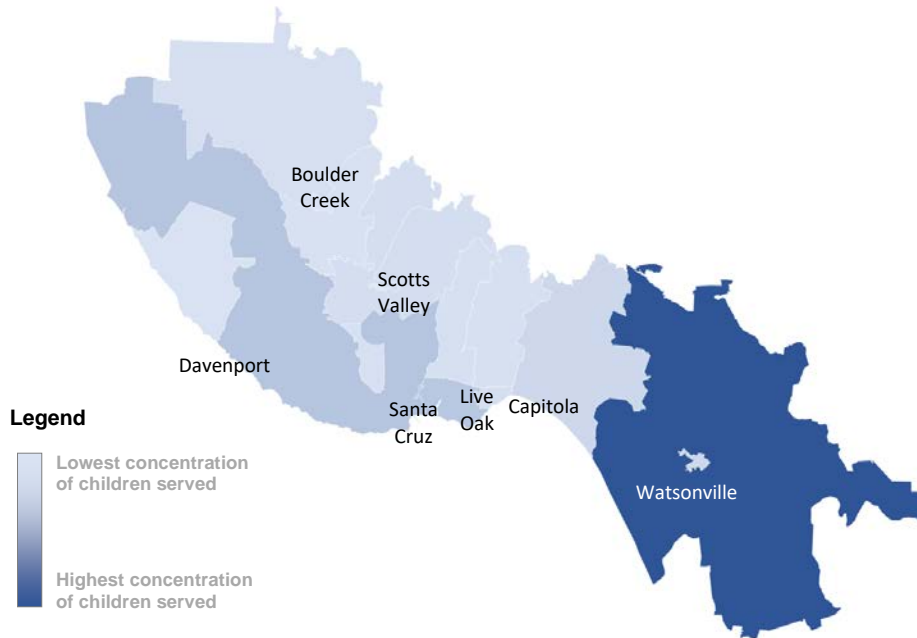 Boulder
Creek
Scotts
Valley
Davenport
Santa
Cruz
Live
Oak
Capitola
Watsonville
Legend
Lowest concentration
of children served
Highest concentration
of children served